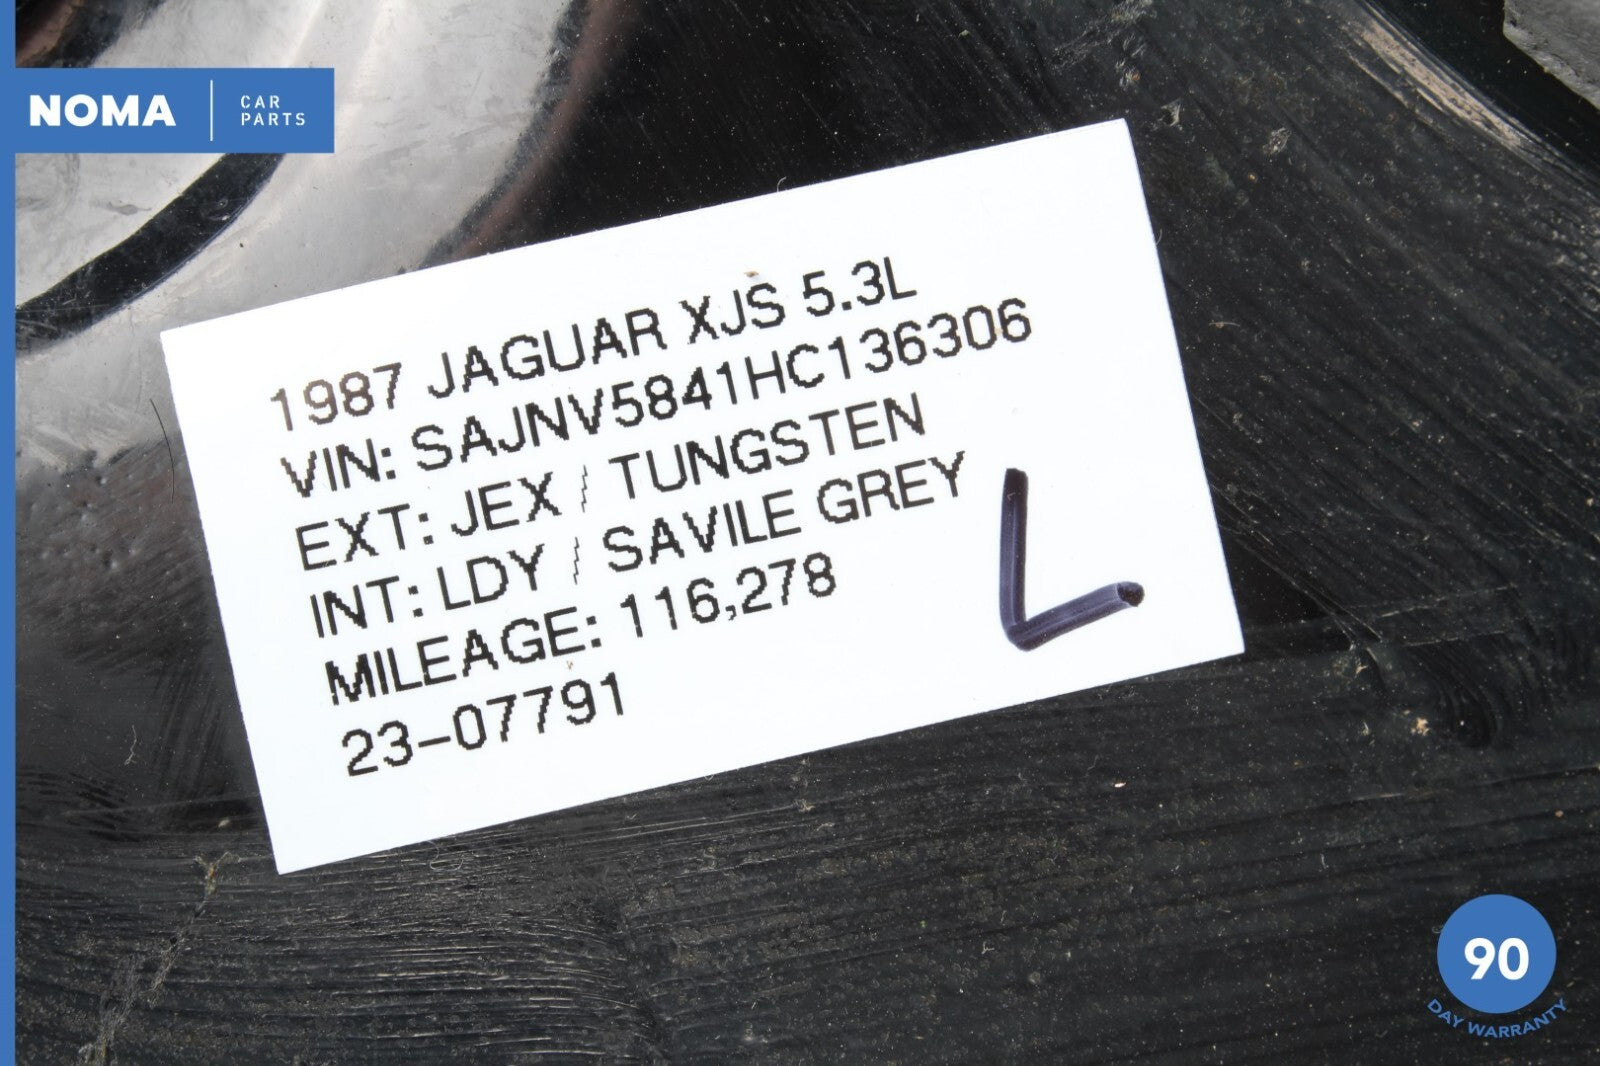 NOMA
CAR
PARTS
1987 JAGUAR XJS 5.3L
VIN: SAJNV5841HC136306
EXT: JEX / TUNGSTEN
INT: LDY / SAVILE GREY
MILEAGE: 116,278
23-07791
L
90
DAY WARRANTY